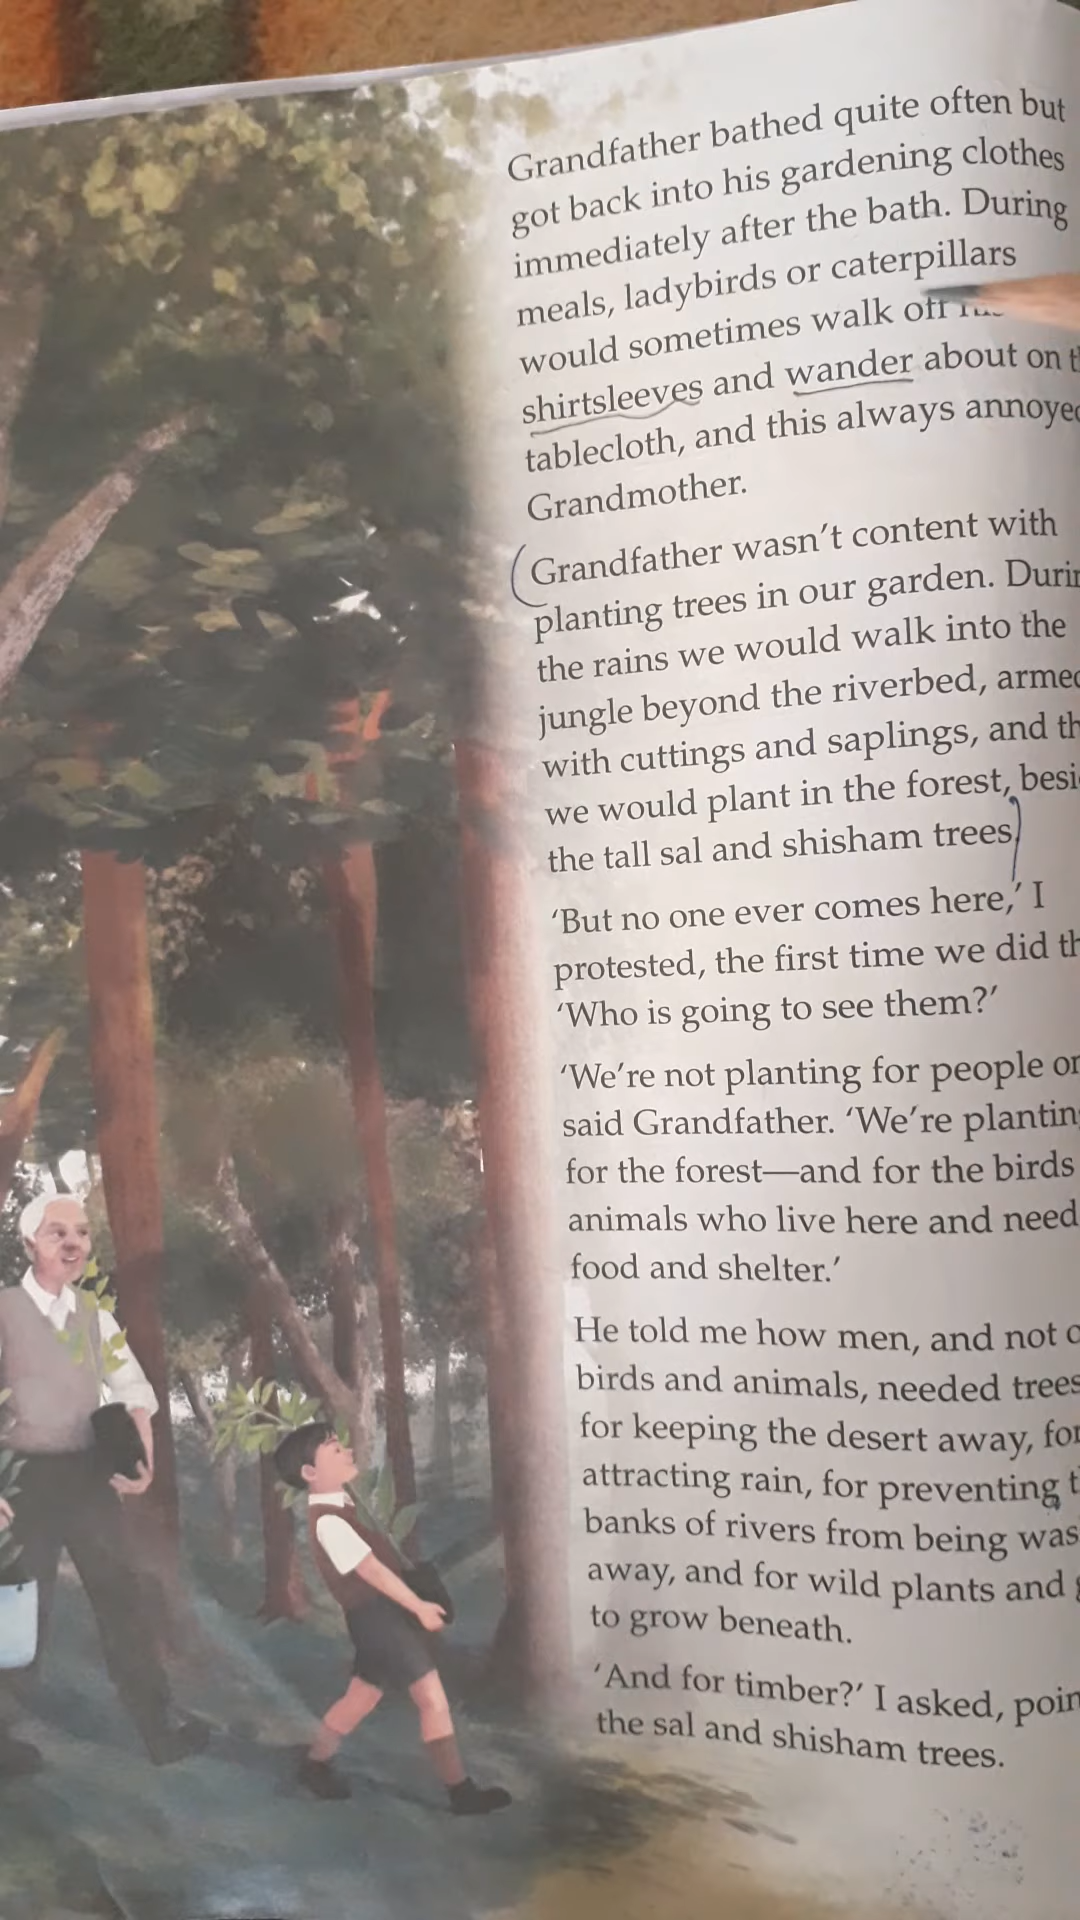 Grandfather bathed quite often but
got back into his gardening clothes
immediately after the bath. During
meals, ladybirds or caterpillars
would sometimes walk off
shirtsleeves and wander about on
tablecloth, and this always
Grandmother.
Grandfather wasn't content with
planting trees in our garden.
the rains we would walk into the
jungle beyond the riverbed,
with cuttings and saplings, and
we would plant in the forest,
the tall sal and shisham trees
'But no one ever comes here,' I
protested, the first time we did
'Who is going to see them?'
'We're not planting for people
said Grandfather. 'We're
for the forest—and for the birds
animals who live here and need
food and shelter.'
He told me how men, and not
birds and animals, needed trees
for keeping the desert away,
attracting rain, for preventing
banks of rivers from being
away, and for wild plants and
to grow beneath.
'And for timber?' I asked,
the sal and shisham trees.